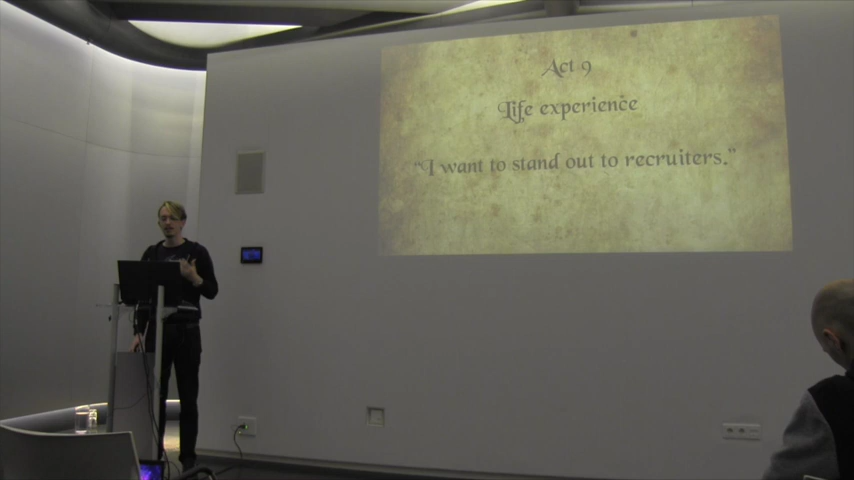 Act 9
Life experience
“I want to stand out to recruiters.”